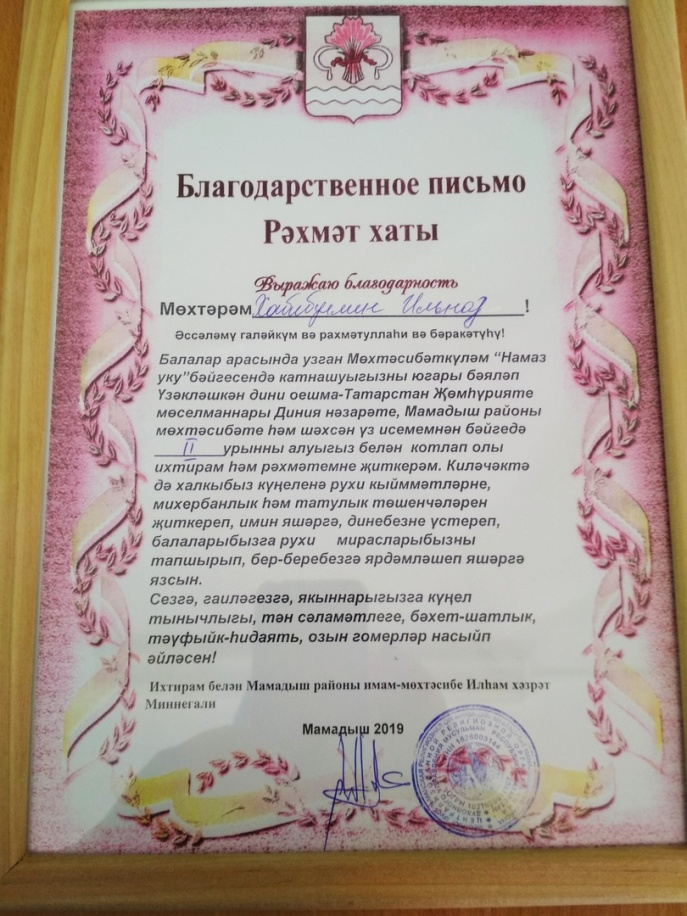 Благодарственное письмо
Рәхмәт хаты
Выражаю благодарность
Мөхтәрәм Хабибуллин Ильназ!
Әссәләмү галәйкүм вә рахмәтуллаһи вә бәракәтүһү!
Балалар арасында узган Мөхтәсибәткүләм “Намаз
уку”бәйгесендә катнашуыгызны югары бәяләп
Үзәкләшкән дини оешма-Татарстан Җөмһүрияте
мөселманнары Диния нәзарәте, Мамадыш районы
мөхтәсибәте һәм шәхсән үз исемемнән бәйгедә
II урынны алуыгыз белән котлап олы
ихтирам һәм рәхмәтемне җиткерәм. Киләчәктә
дә халкыбыз күңеленә рухи кыйммәтләрне,
михербанлык һәм татулык төшенчәләрен
җиткереп, имин яшәргә, динебезне үстереп,
балаларыбызга рухи мирасларыбызны
тапшырып, бер-беребезгә ярдәмләшеп яшәргә
язсын.
Сезгә, гаиләгезгә, якыннарыгызга күңел
тынычлыгы, тән сәламәтлеге, бәхет-шатлык,
тәүфыйк-һидаять, озын гомерләр насыйп
әйләсен!
Ихтирам белән Мамадыш районы имам-мөхтәсибе Илһам хәзрәт
Миннегали
Мамадыш 2019